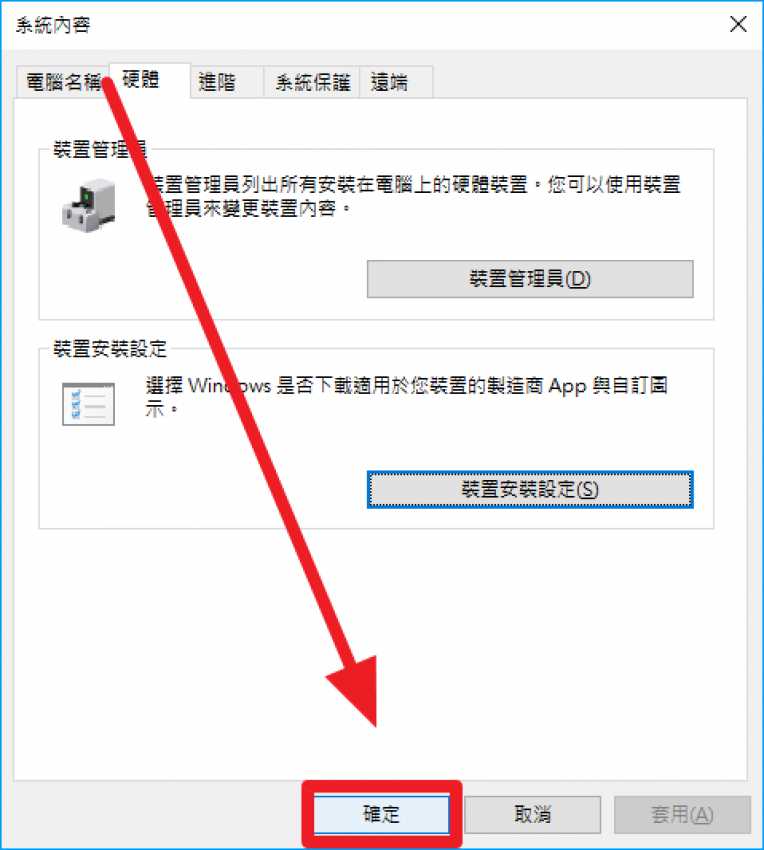 系統內容
電腦名稱 硬體 進階 系統保護 遠端
裝置管理員
裝置管理員列出所有安裝在電腦上的硬體裝置。您可以使用裝置
管理員來變更裝置內容。
裝置管理員(D)
裝置安裝設定
選擇 Windows 是否下載適用於您裝置的製造商 App 與自訂圖
示。
裝置安裝設定(S)
確定 取消 套用(A)